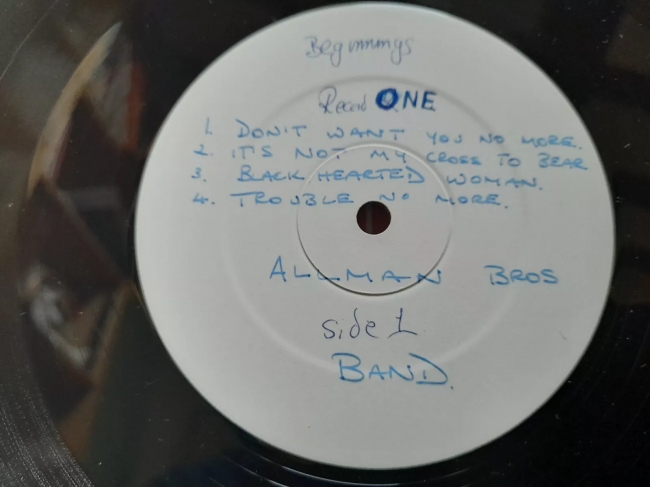 Beginnings
Record ONE
1. DON'T WANT YOU NO MORE.
2. IT'S NOT MY CROSS TO BEAR
3. BLACK HEARTED WOMAN.
4. TROUBLE NO MORE.
ALLMAN BROS
side 1
BAND.